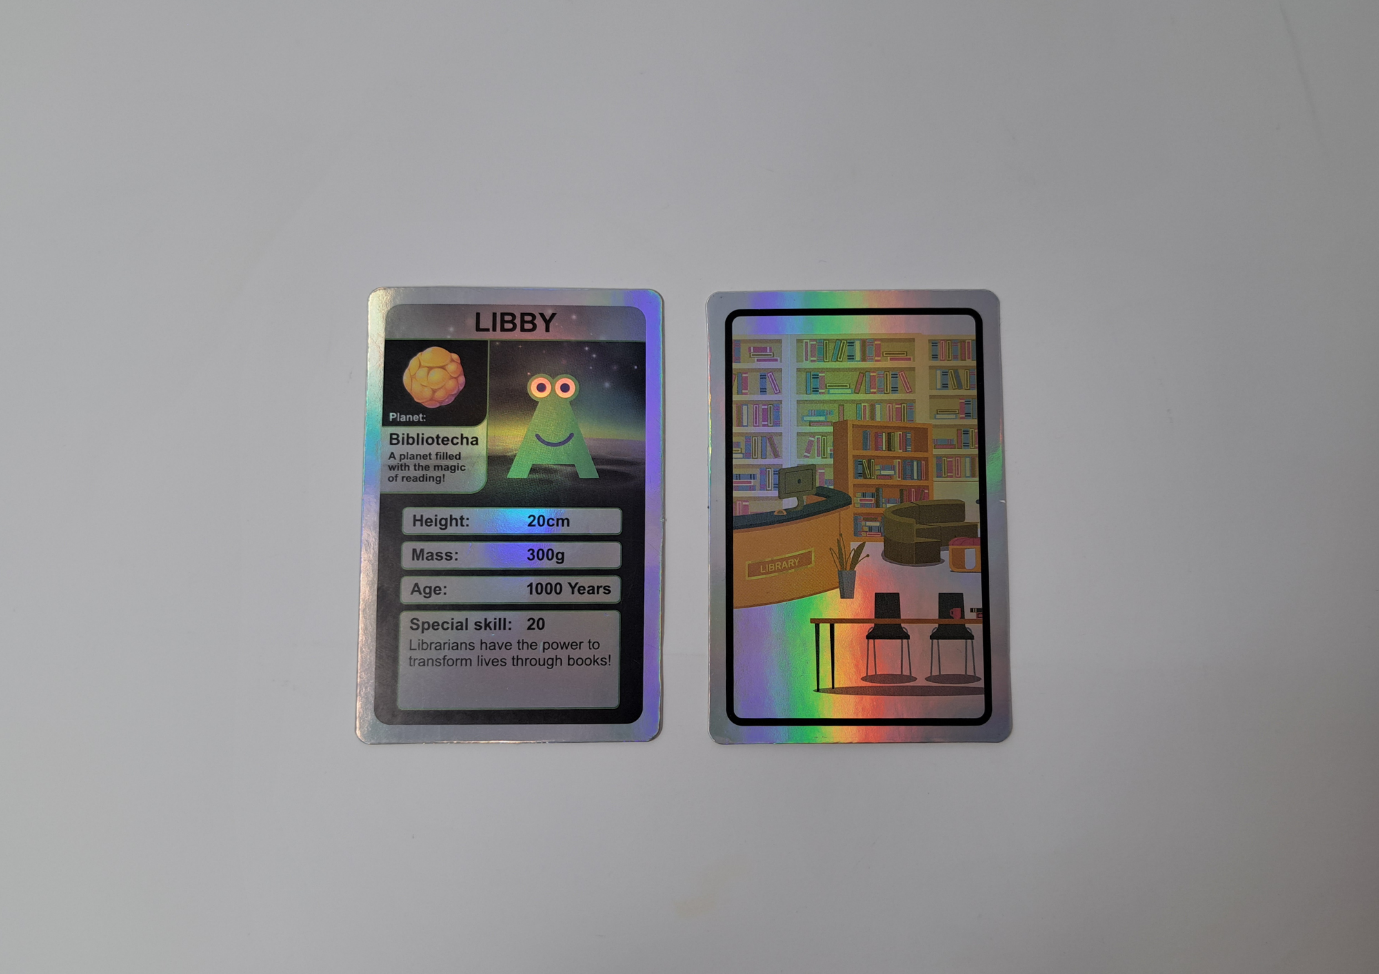 LIBBY
Planet:
Bibliotecha
A planet filled
with the magic
of reading!
Height: 20cm
Mass: 300g
Age: 1000 Years
Special skill: 20
Librarians have the power to
transform lives through books!
LIBRARY